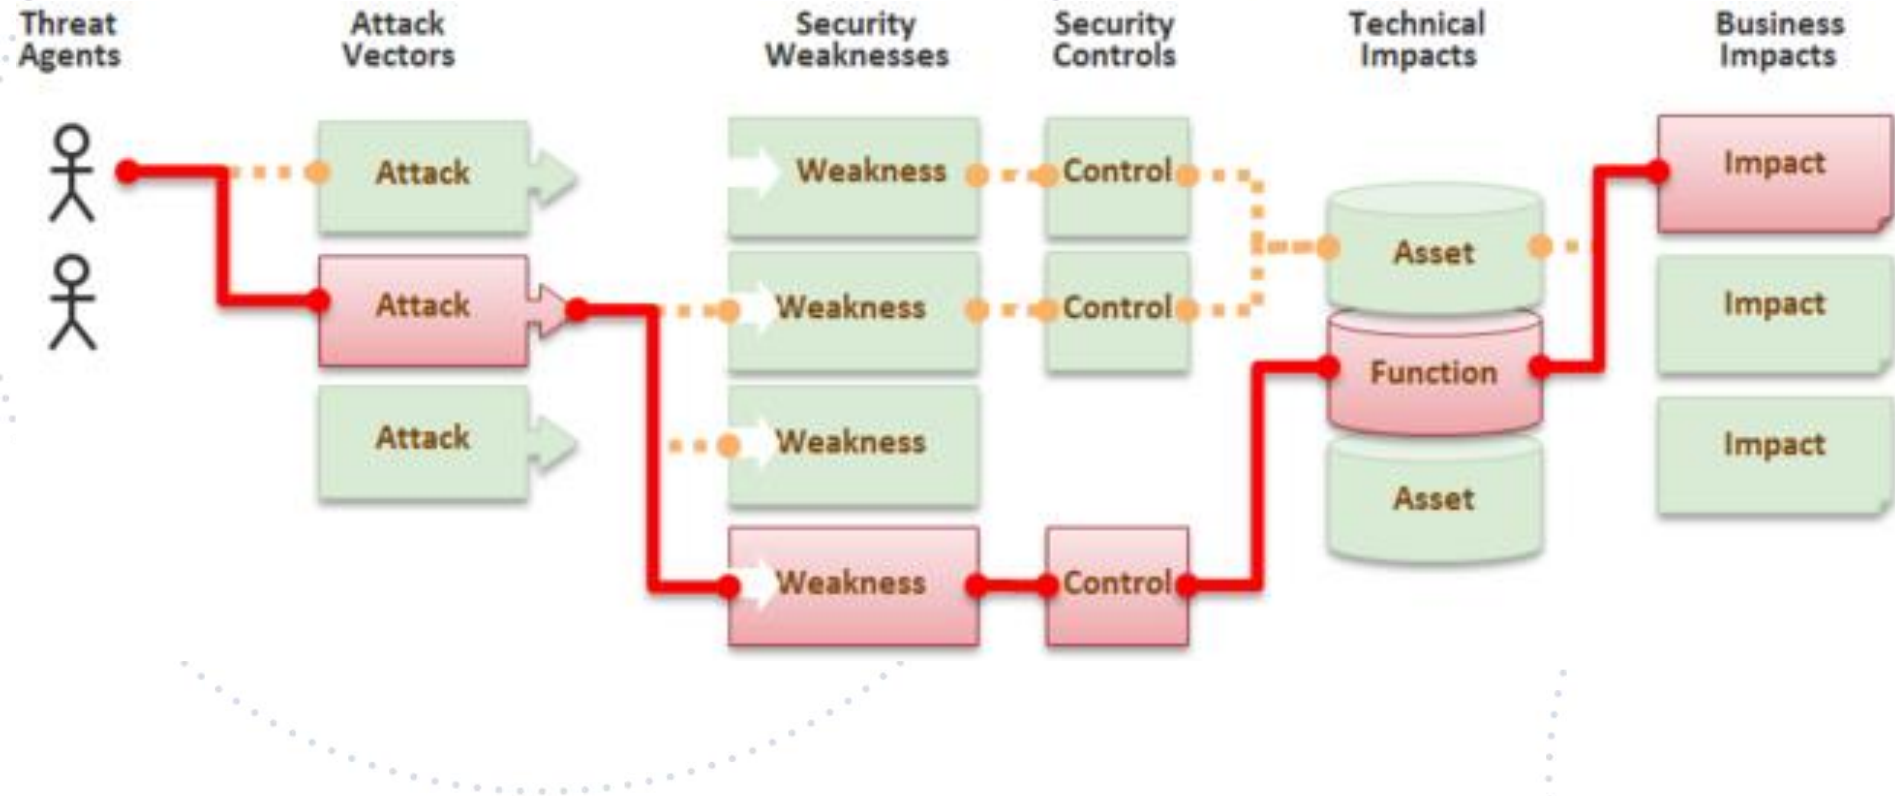 Threat Agents
Attack Vectors
Security Weaknesses
Security Controls
Technical Impacts
Business Impacts
Attack
Weakness
Control
Impact
Asset
Attack
Weakness
Control
Impact
Function
Attack
Weakness
Impact
Asset
Weakness
Control